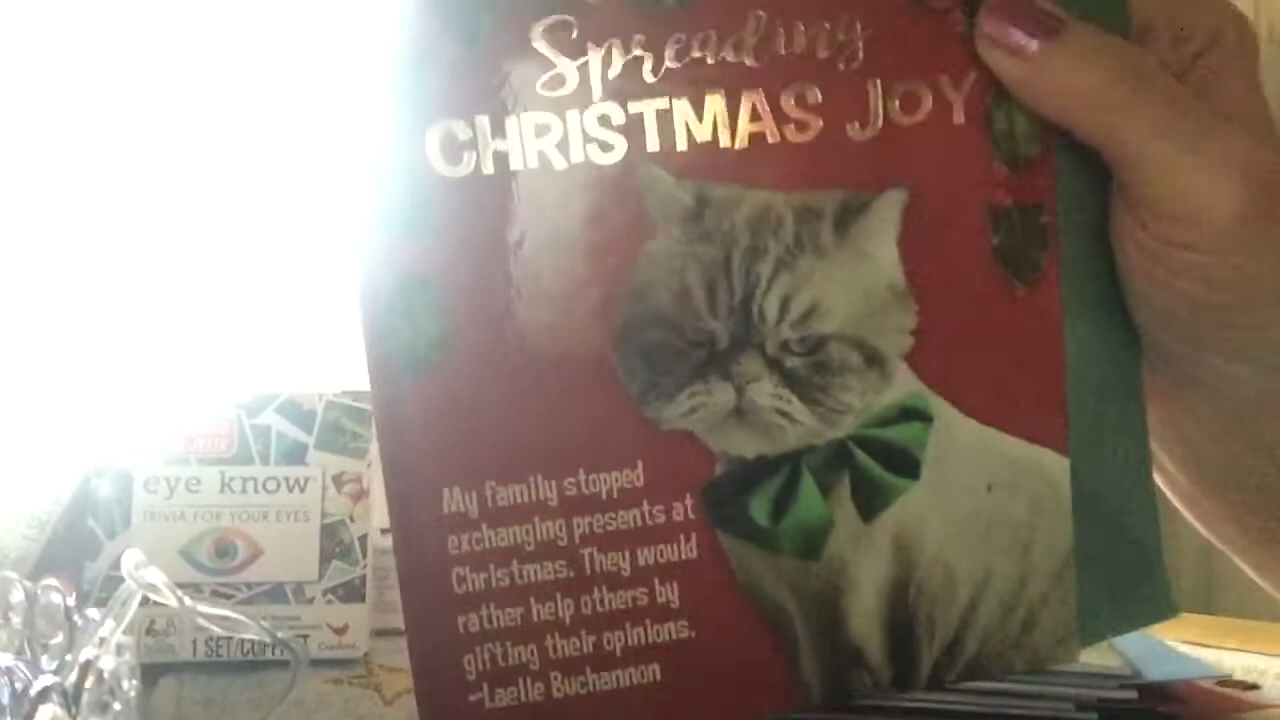 Spreading
CHRISTMAS JOY
My family stopped
exchanging presents at
Christmas. They would
rather help others by
gifting their opinions.
–Laelle Buchannon
eye know
TRIVIA FOR YOUR EYES
1 SET/
Cardinal